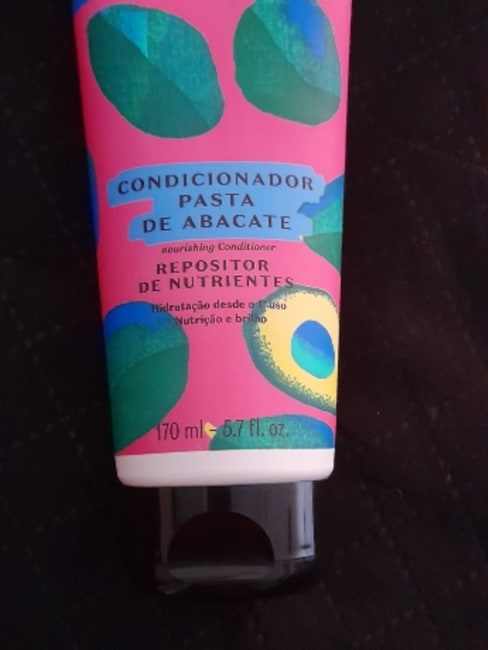 CONDICIONADOR
PASTA
DE ABACATE
nourishing Conditioner
REPOSITOR
DE NUTRIENTES
Hidratação desde o 1º uso
Nutrição e brilho
170 ml - 5.7 fl. oz.